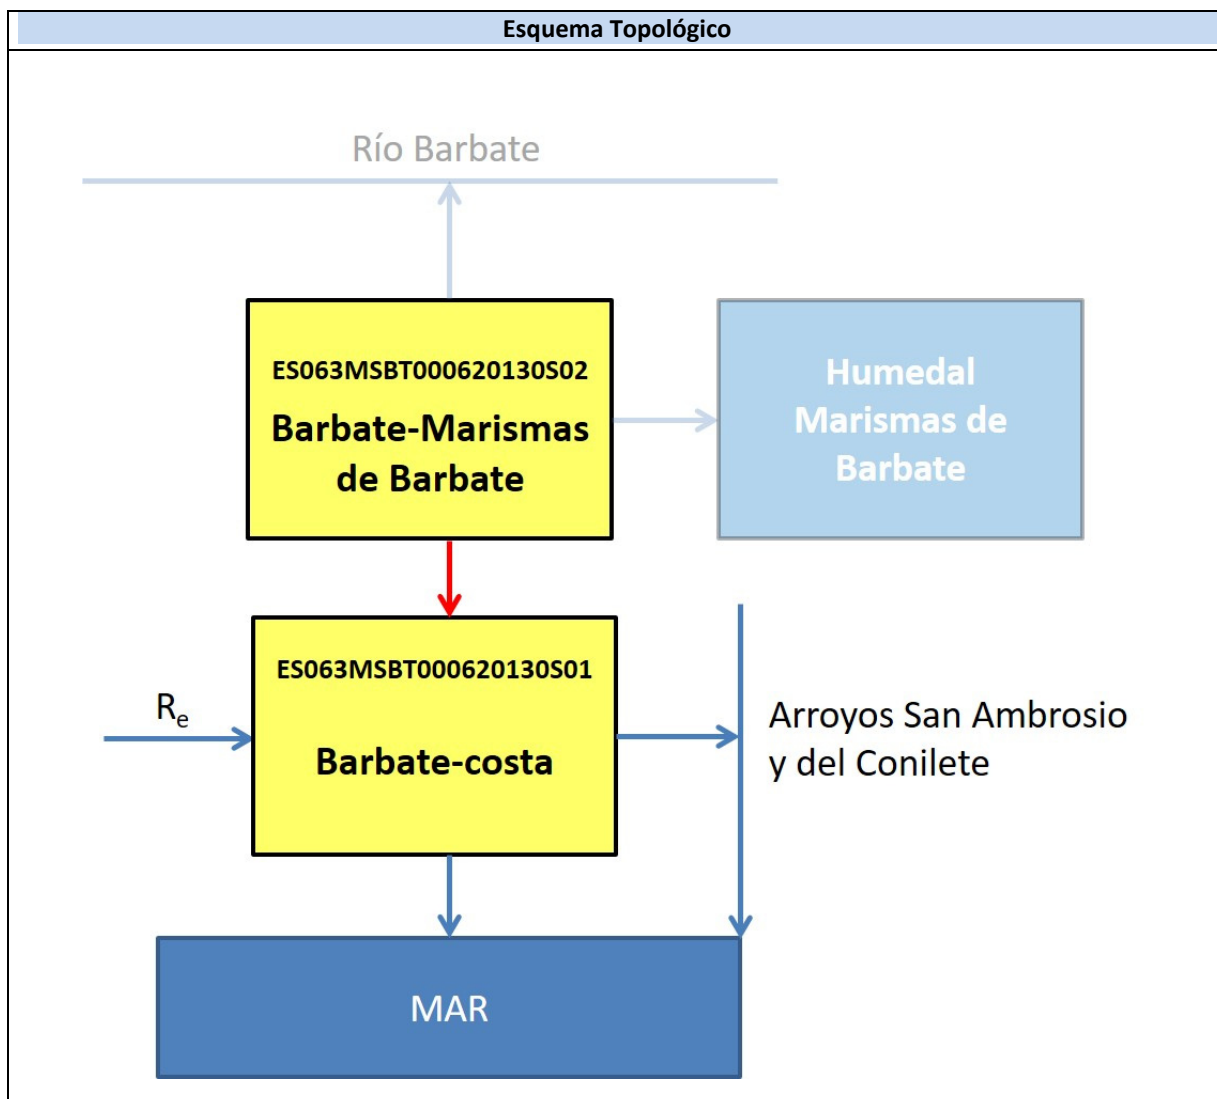 Esquema Topológico
Río Barbate
ES063MSBT000620130S02
Barbate-Marismas
de Barbate
Humedal
Marismas de
Barbate
ES063MSBT000620130S01
Barbate-costa
Re
Arroyos San Ambrosio
y del Conilete
MAR